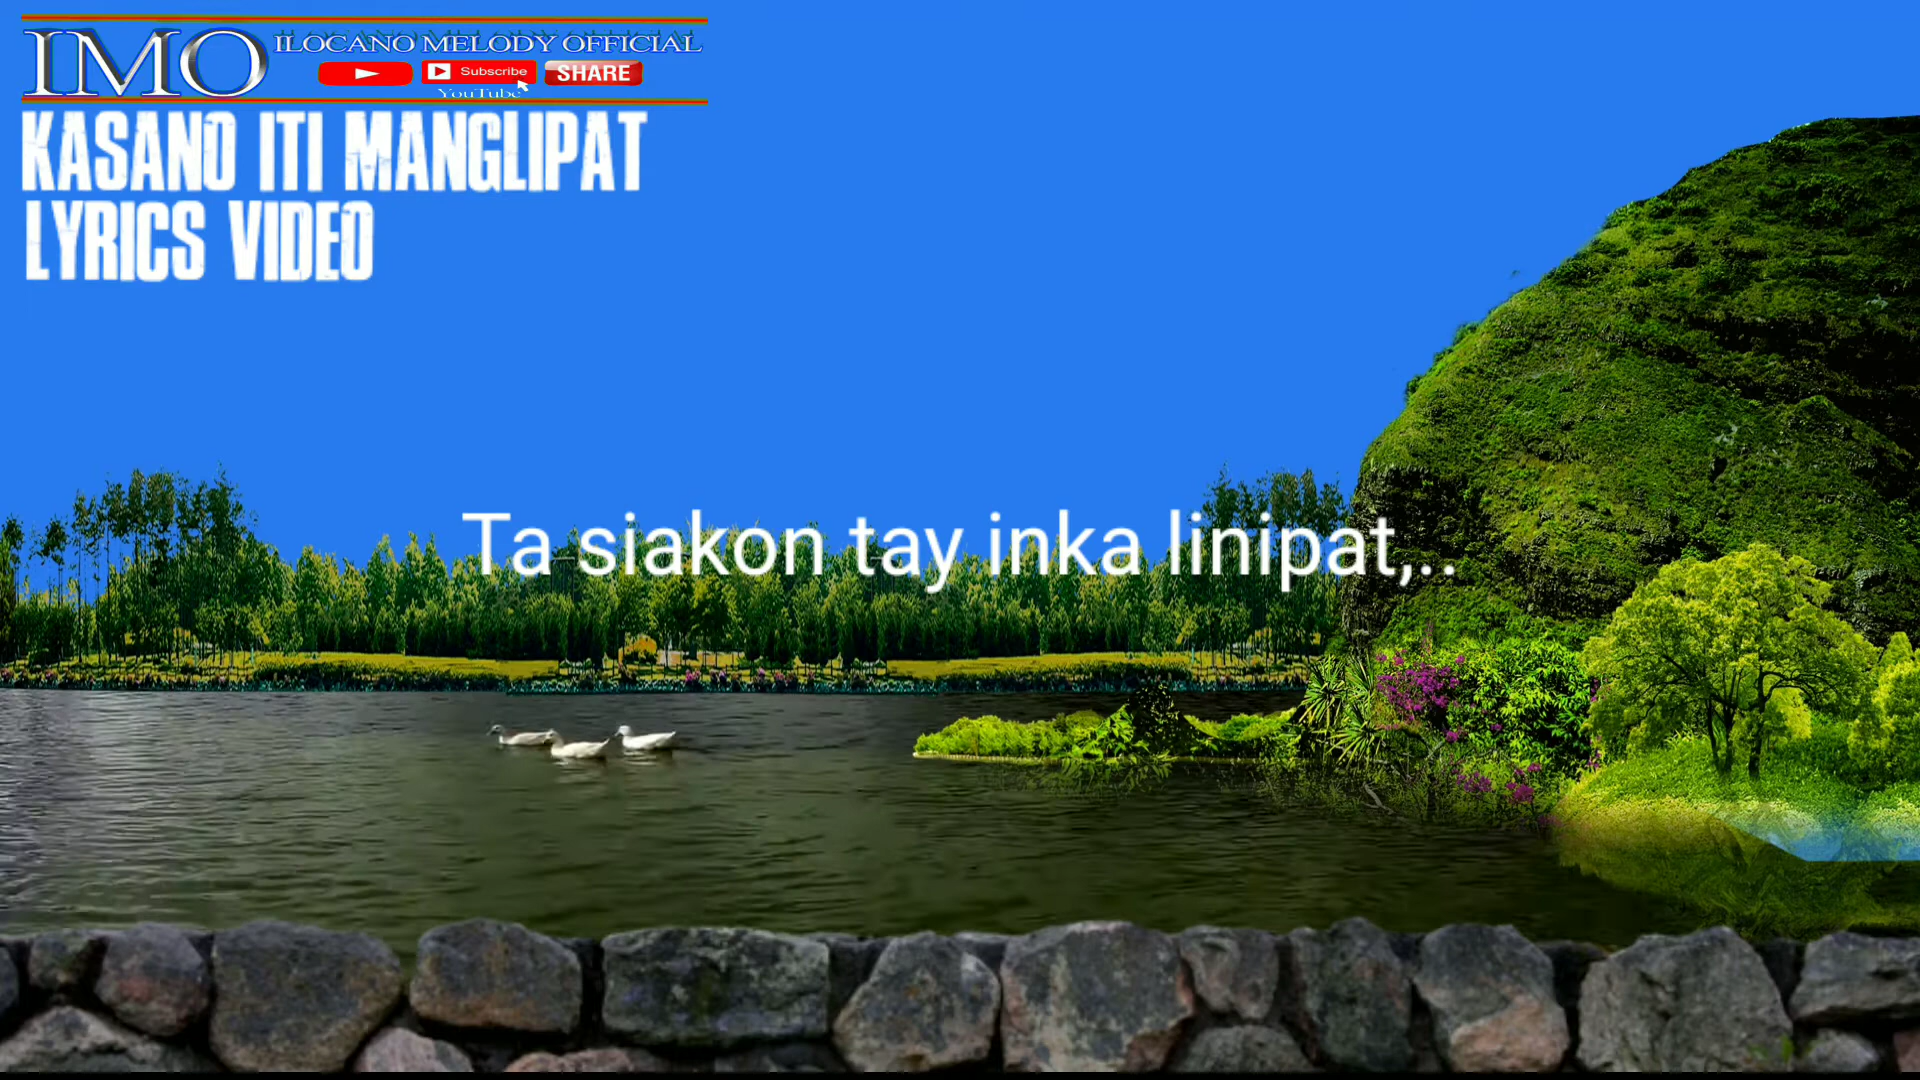 IMO
ILOCANO MELODY OFFICIAL
Subscribe
SHARE
YouTube
KASANO ITI MANGLIPAT
LYRICS VIDEO
Ta siakon tay inka linipat,..